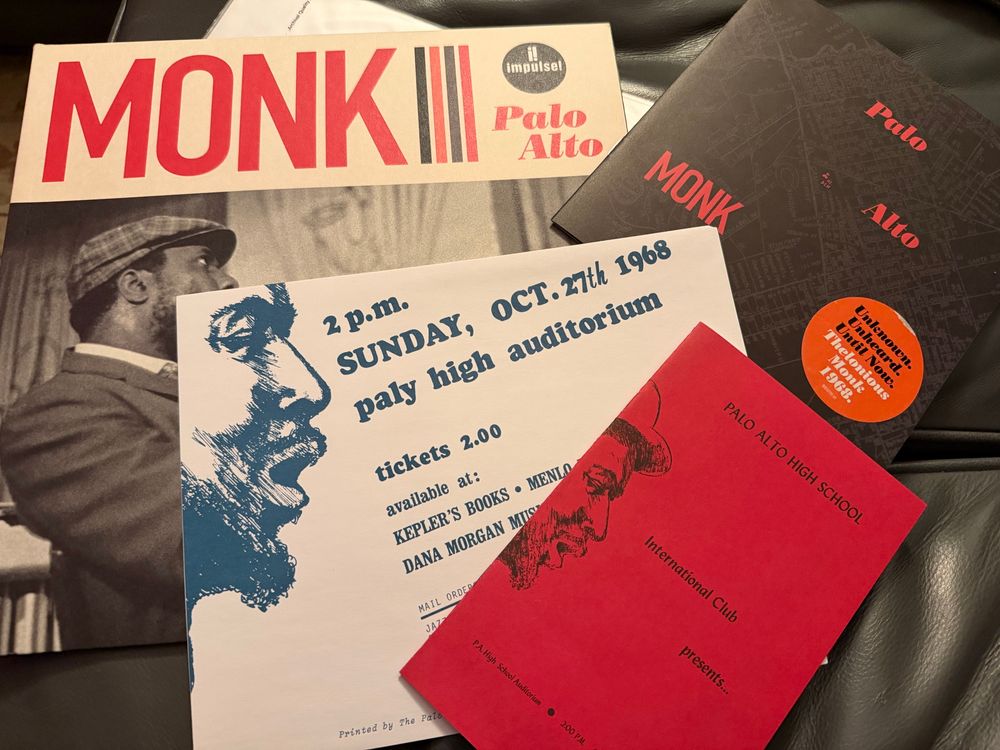 Archival Quality
MONK
i!
impulse!
Palo
Alto
Palo
Alto
MONK
Unknown.
Unheard.
Until Now.
Thelonious
Monk
1968.
2 p.m.
SUNDAY, OCT. 27th 1968
paly high auditorium
tickets 2.00
available at:
KEPLER'S BOOKS • MENLO
DANA MORGAN
MAIL ORDER
Printed by The
PALO ALTO HIGH SCHOOL
International Club
presents...
P.A. High School Auditorium • 2:00 P.M.